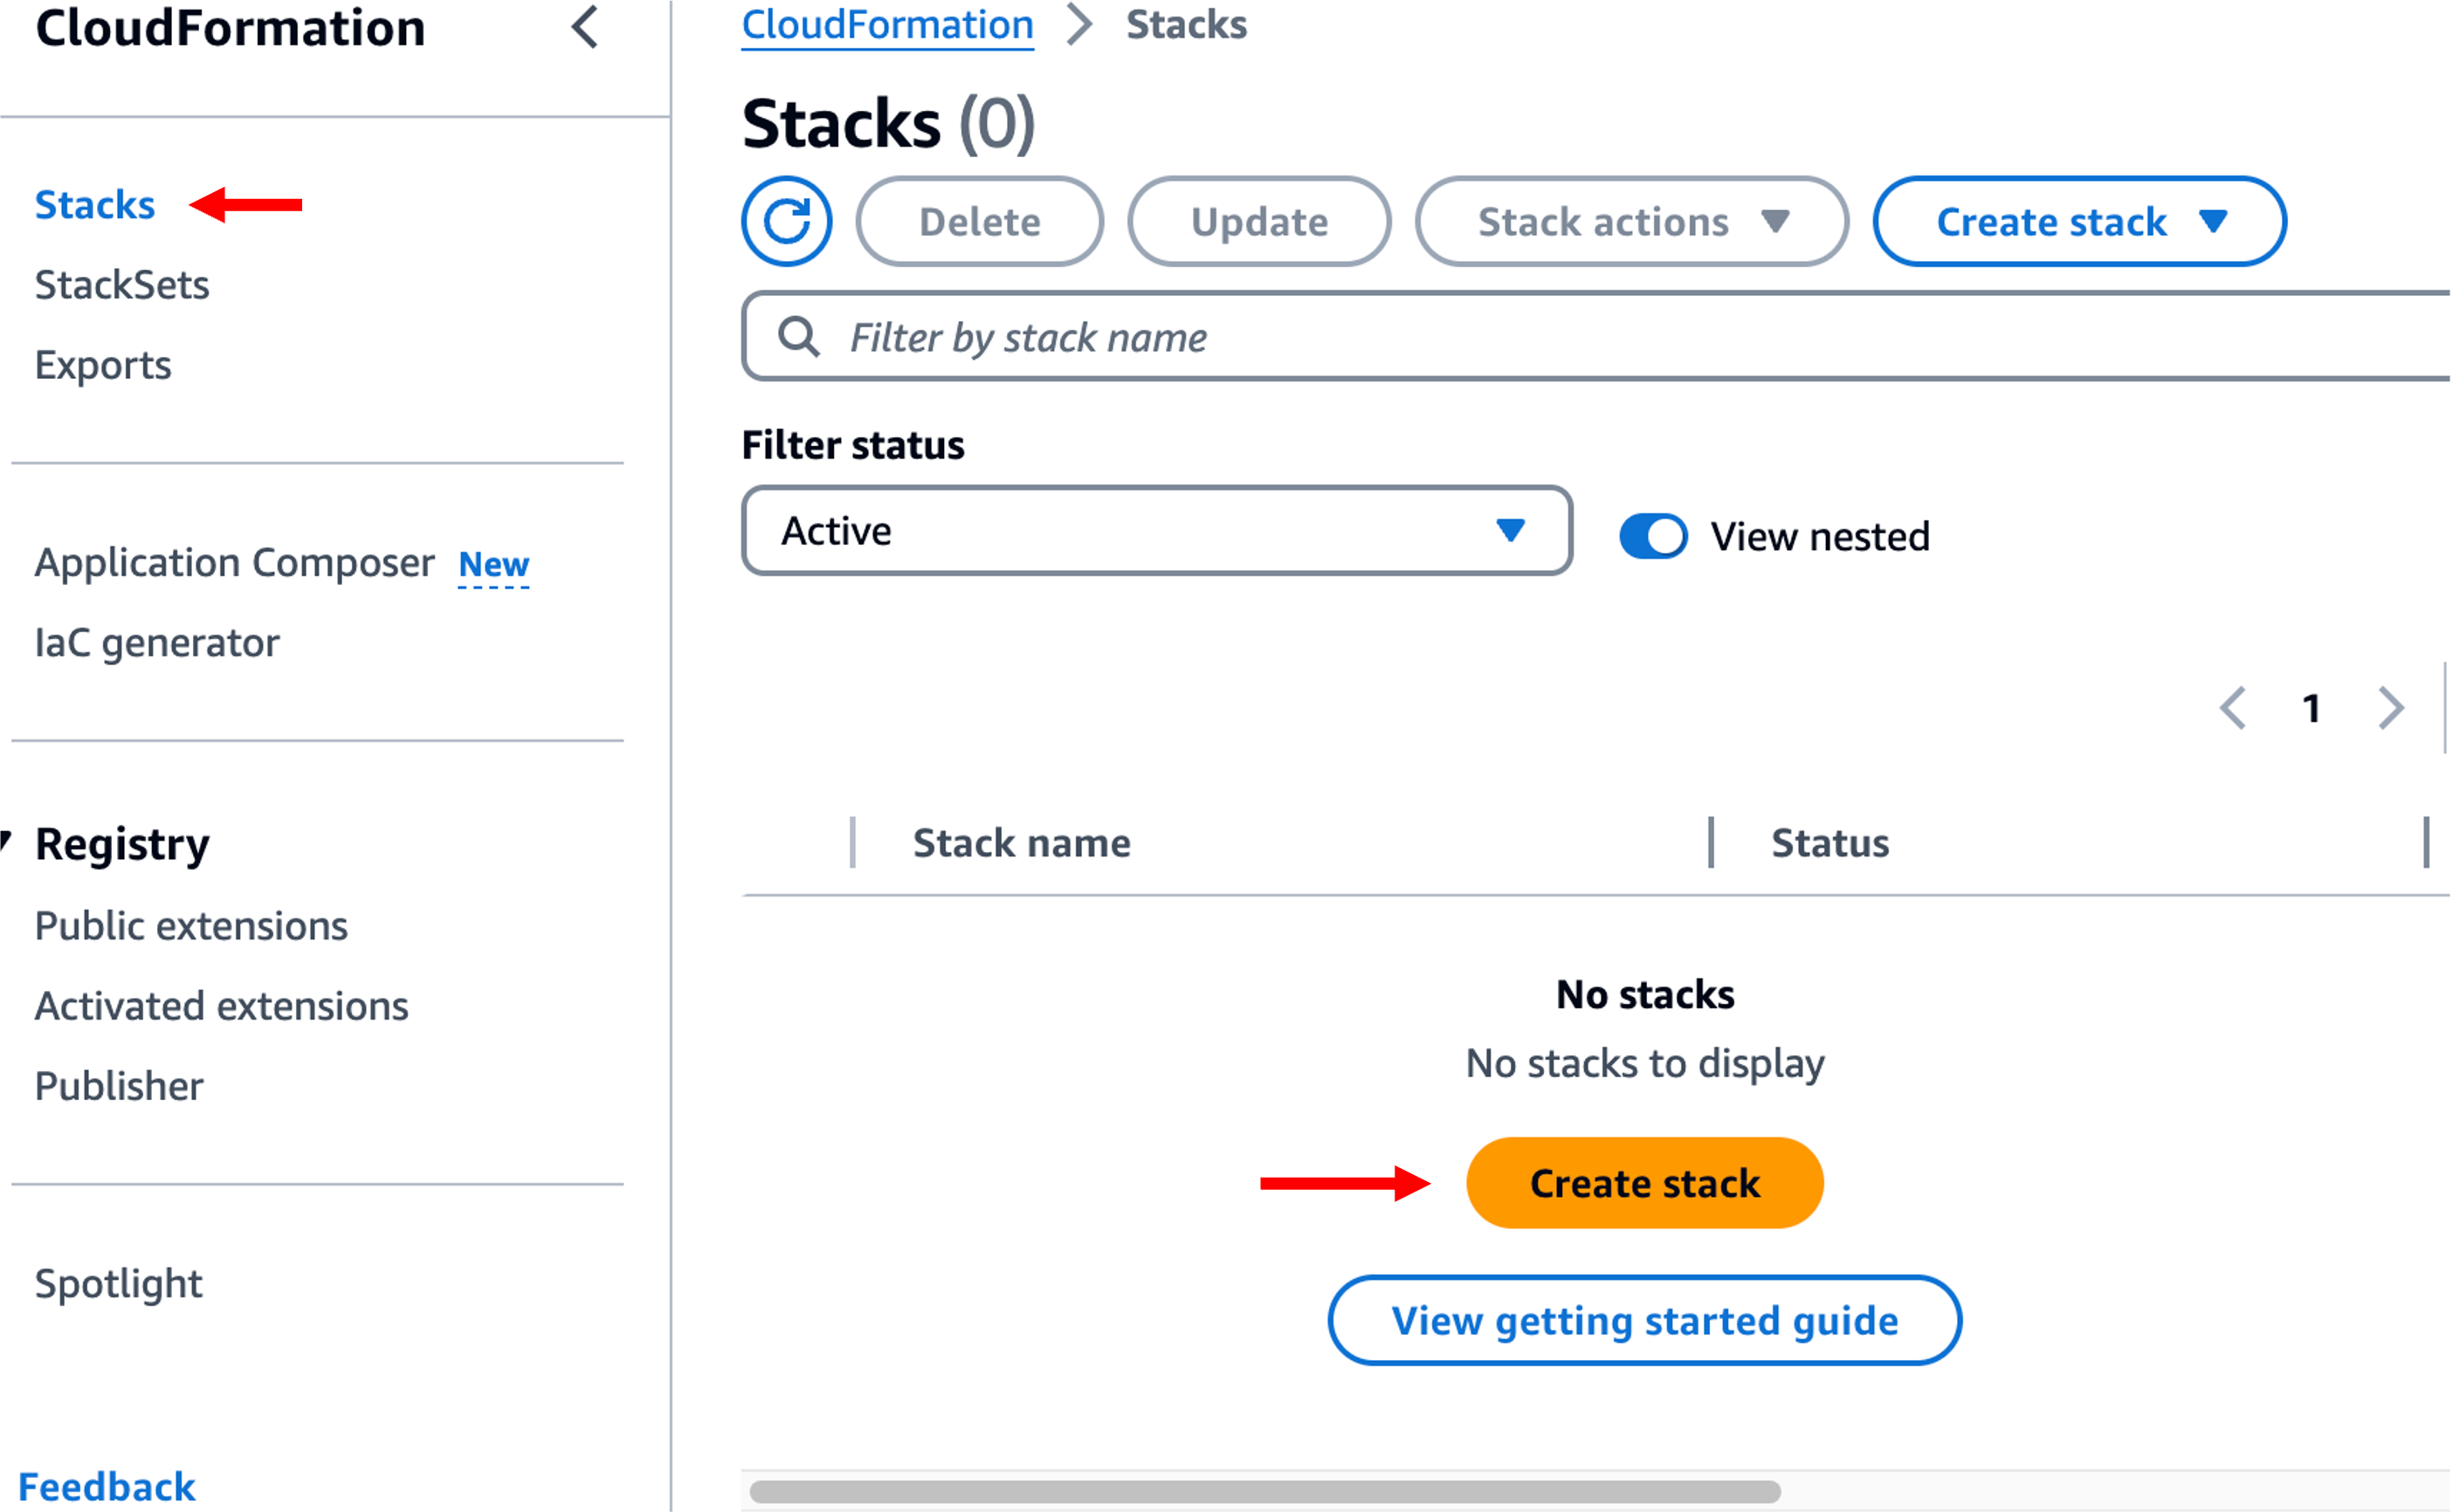 CloudFormation
Stacks
StackSets
Exports
Application Composer New
IaC generator
Registry
Public extensions
Activated extensions
Publisher
Spotlight
Feedback
CloudFormation Stacks
Stacks (0)
Delete Update Stack actions Create stack
Filter by stack name
Filter status
Active View nested
1
Stack name Status
No stacks
No stacks to display
Create stack
View getting started guide